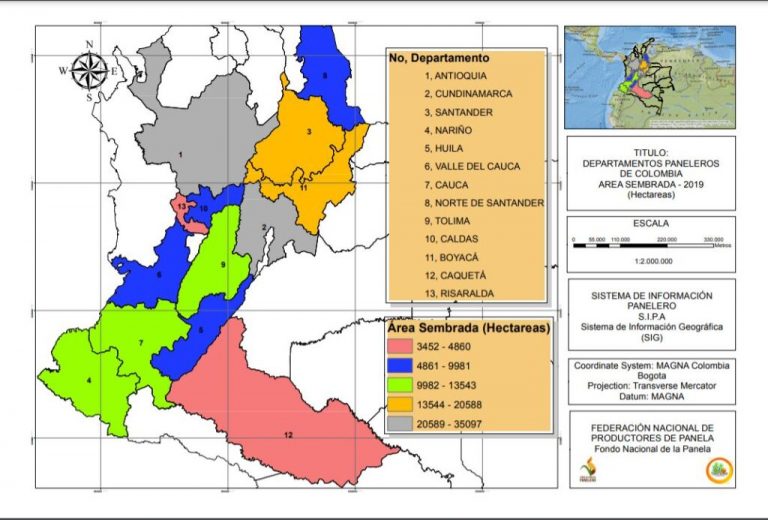 N
W E
S
No, Departamento
1, ANTIOQUIA
2, CUNDINAMARCA
3, SANTANDER
4, NARIÑO
5, HUILA
6, VALLE DEL CAUCA
7, CAUCA
8, NORTE DE SANTANDER
9, TOLIMA
10, CALDAS
11, BOYACÁ
12, CAQUETÁ
13, RISARALDA
Área Sembrada (Hectareas)
3452 - 4860
4861 - 9981
9982 - 13543
13544 - 20588
20589 - 35097
8
3
1
11
13
10
2
9
6
5
7
4
12
TITULO:
DEPARTAMENTOS PANELEROS
DE COLOMBIA
AREA SEMBRADA - 2019
(Hectareas)
ESCALA
0 55.000 110.000 220.000 330.000
Metros
1:2.000.000
SISTEMA DE INFORMACIÓN
PANELERO
S.I.P.A
Sistema de Información Geográfica
(SIG)
Coordinate System: MAGNA Colombia
Bogota
Projection: Transverse Mercator
Datum: MAGNA
FEDERACIÓN NACIONAL DE
PRODUCTORES DE PANELA
Fondo Nacional de la Panela